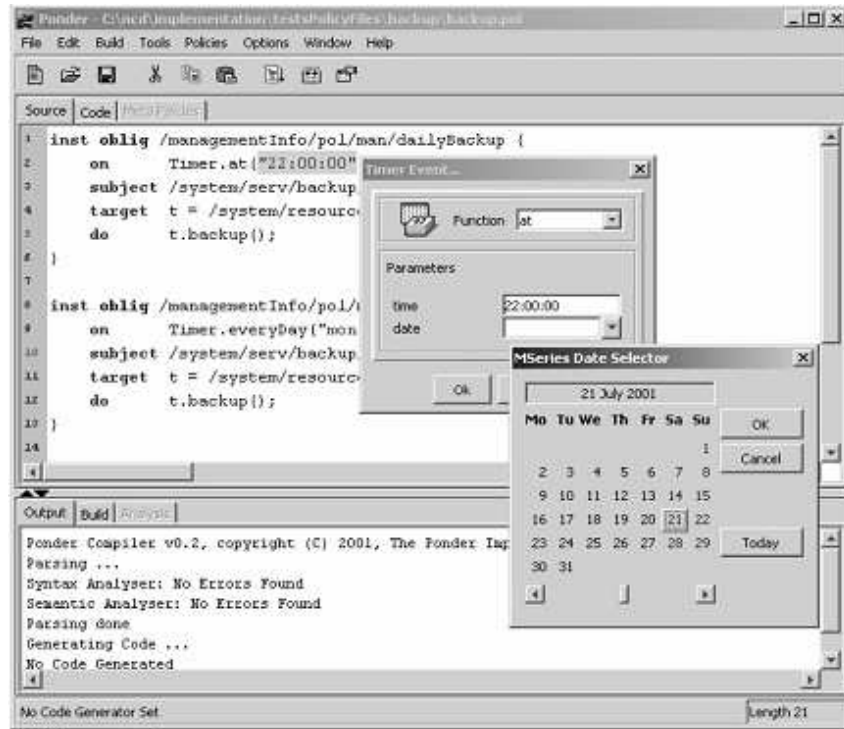 Ponder - C:\ncif\implementation\testsPolicyFiles\backup\backup.pol
File Edit Build Tools Policies Options Window Help
Source Code
1 inst oblig /managementInfo/pol/man/dailyBackup {
2 on Timer.at("22:00:00"
3 subject /system/serv/backup
4 target t = /system/resourc
5 do t.backup();
6 }
7
8 inst oblig /managementInfo/pol/
9 on Timer.everyDay("mon
10 subject /system/serv/backup
11 target t = /system/resourc
12 do t.backup();
13 }
14
Timer Event...
Function at
Parameters
time 22:00:00
date
Ok
MSeries Date Selector
21 July 2001
Mo Tu We Th Fr Sa Su
1
2 3 4 5 6 7 8
9 10 11 12 13 14 15
16 17 18 19 20 21 22
23 24 25 26 27 28 29
30 31
OK
Cancel
Today
Output Build Analysis
Ponder Compiler v0.2, copyright (C) 2001, The Ponder Imp
Parsing ...
Syntax Analyser: No Errors Found
Semantic Analyser: No Errors Found
Parsing done
Generating Code ...
No Code Generated
No Code Generator Set
Length 21